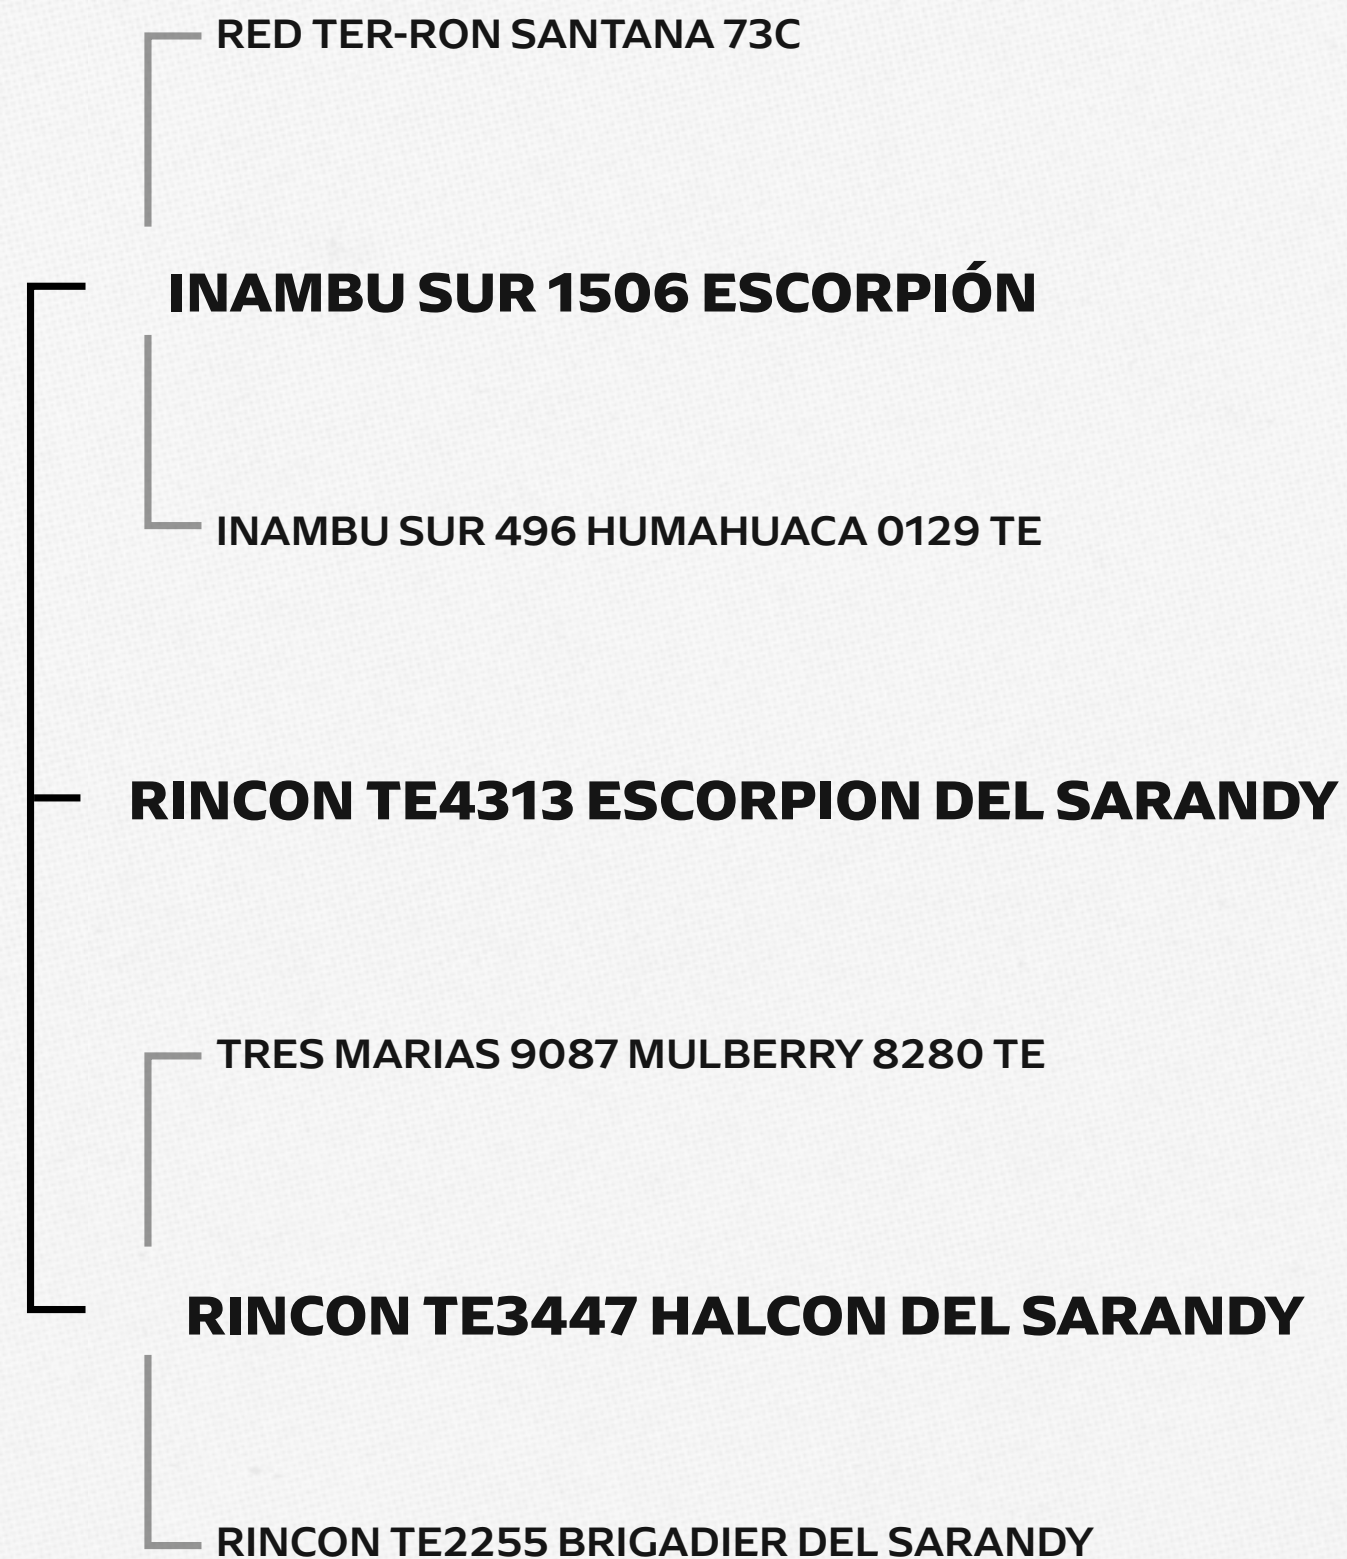 RED TER-RON SANTANA 73C
INAMBU SUR 1506 ESCORPIÓN
INAMBU SUR 496 HUMAHUACA 0129 TE
RINCON TE4313 ESCORPION DEL SARANDY
TRES MARIAS 9087 MULBERRY 8280 TE
RINCON TE3447 HALCON DEL SARANDY
RINCON TE2255 BRIGADIER DEL SARANDY